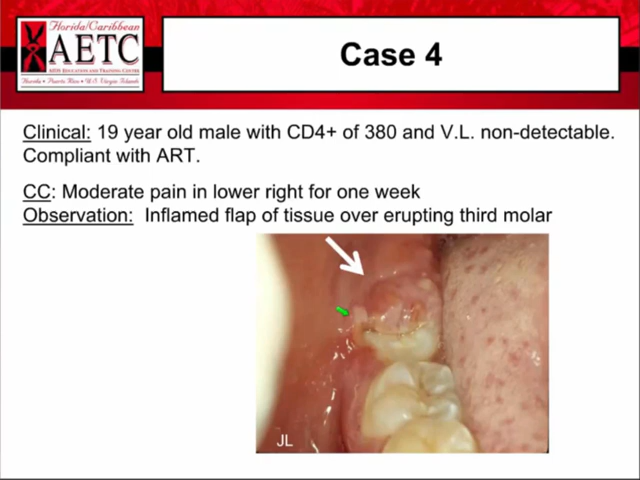 Florida/Caribbean
AETC
AIDS EDUCATION AND TRAINING CENTER
Florida • Puerto Rico • U.S. Virgin Islands
Case 4
Clinical: 19 year old male with CD4+ of 380 and V.L. non-detectable.
Compliant with ART.
CC: Moderate pain in lower right for one week
Observation: Inflamed flap of tissue over erupting third molar
JL